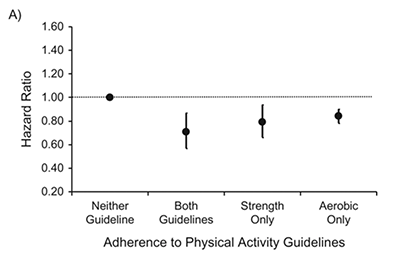 A)
1.60
1.40
1.20
1.00
0.80
0.60
0.40
0.20
Hazard Ratio
Neither Guideline
Both Guidelines
Strength Only
Aerobic Only
Adherence to Physical Activity Guidelines